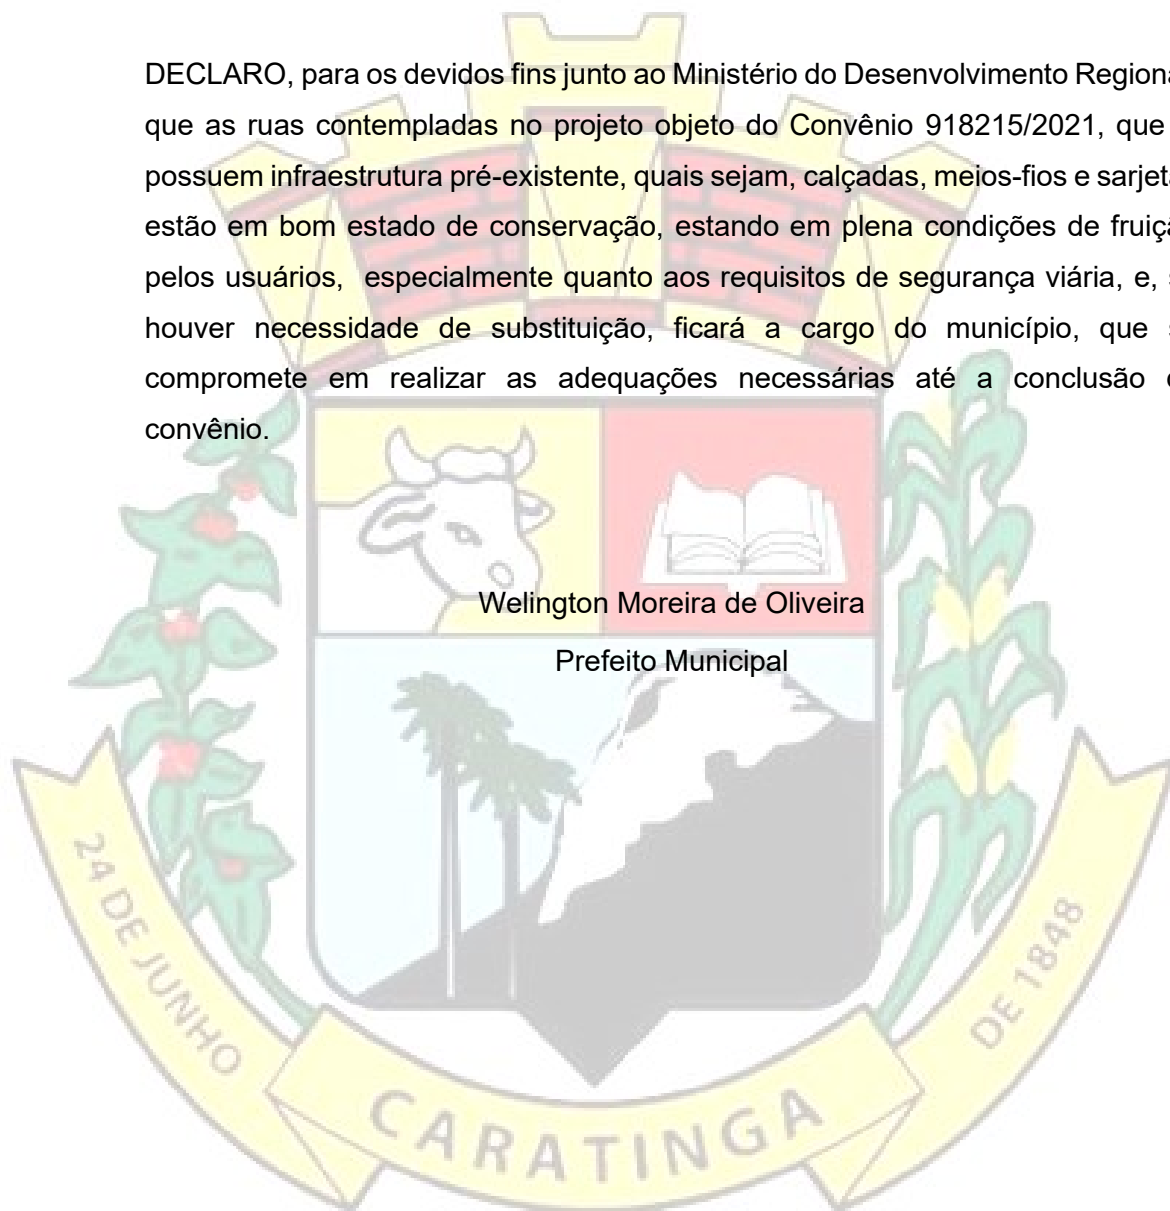 DECLARO, para os devidos fins junto ao Ministério do Desenvolvimento Regiona
que as ruas contempladas no projeto objeto do Convênio 918215/2021, que
possuem infraestrutura pré-existente, quais sejam, calçadas, meios-fios e sarjeta
estão em bom estado de conservação, estando em plena condições de fruiçã
pelos usuários, especialmente quanto aos requisitos de segurança viária, e, s
houver necessidade de substituição, ficará a cargo do município, que s
compromete em realizar as adequações necessárias até a conclusão d
convênio.
Welington Moreira de Oliveira
Prefeito Municipal
24 DE JUNHO
DE 1848
CARATINGA